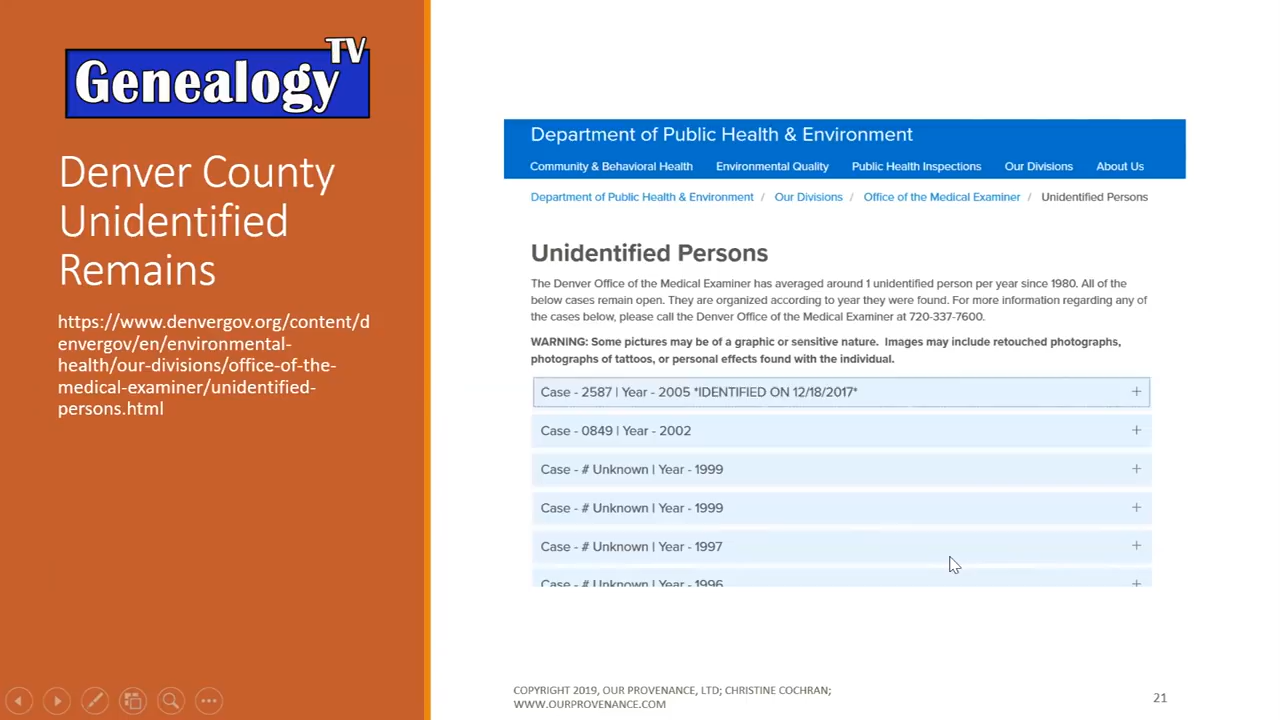 Genealogy TV
Denver County
Unidentified
Remains
https://www.denvergov.org/content/d
envergov/en/environmental-
health/our-divisions/office-of-the-
medical-examiner/unidentified-
persons.html
Department of Public Health & Environment
Community & Behavioral Health Environmental Quality Public Health Inspections Our Divisions About Us
Department of Public Health & Environment / Our Divisions / Office of the Medical Examiner / Unidentified Persons
Unidentified Persons
The Denver Office of the Medical Examiner has averaged around 1 unidentified person per year since 1980. All of the
below cases remain open. They are organized according to year they were found. For more information regarding any of
the cases below, please call the Denver Office of the Medical Examiner at 720-337-7600.
WARNING: Some pictures may be of a graphic or sensitive nature. Images may include retouched photographs,
photographs of tattoos, or personal effects found with the individual.
Case - 2587 | Year - 2005 *IDENTIFIED ON 12/18/2017* +
Case - 0849 | Year - 2002 +
Case - # Unknown | Year - 1999 +
Case - # Unknown | Year - 1999 +
Case - # Unknown | Year - 1997 +
Case - # Unknown | Year - 1996 +
COPYRIGHT 2019, OUR PROVENANCE, LTD; CHRISTINE COCHRAN;
WWW.OURPROVENANCE.COM
21